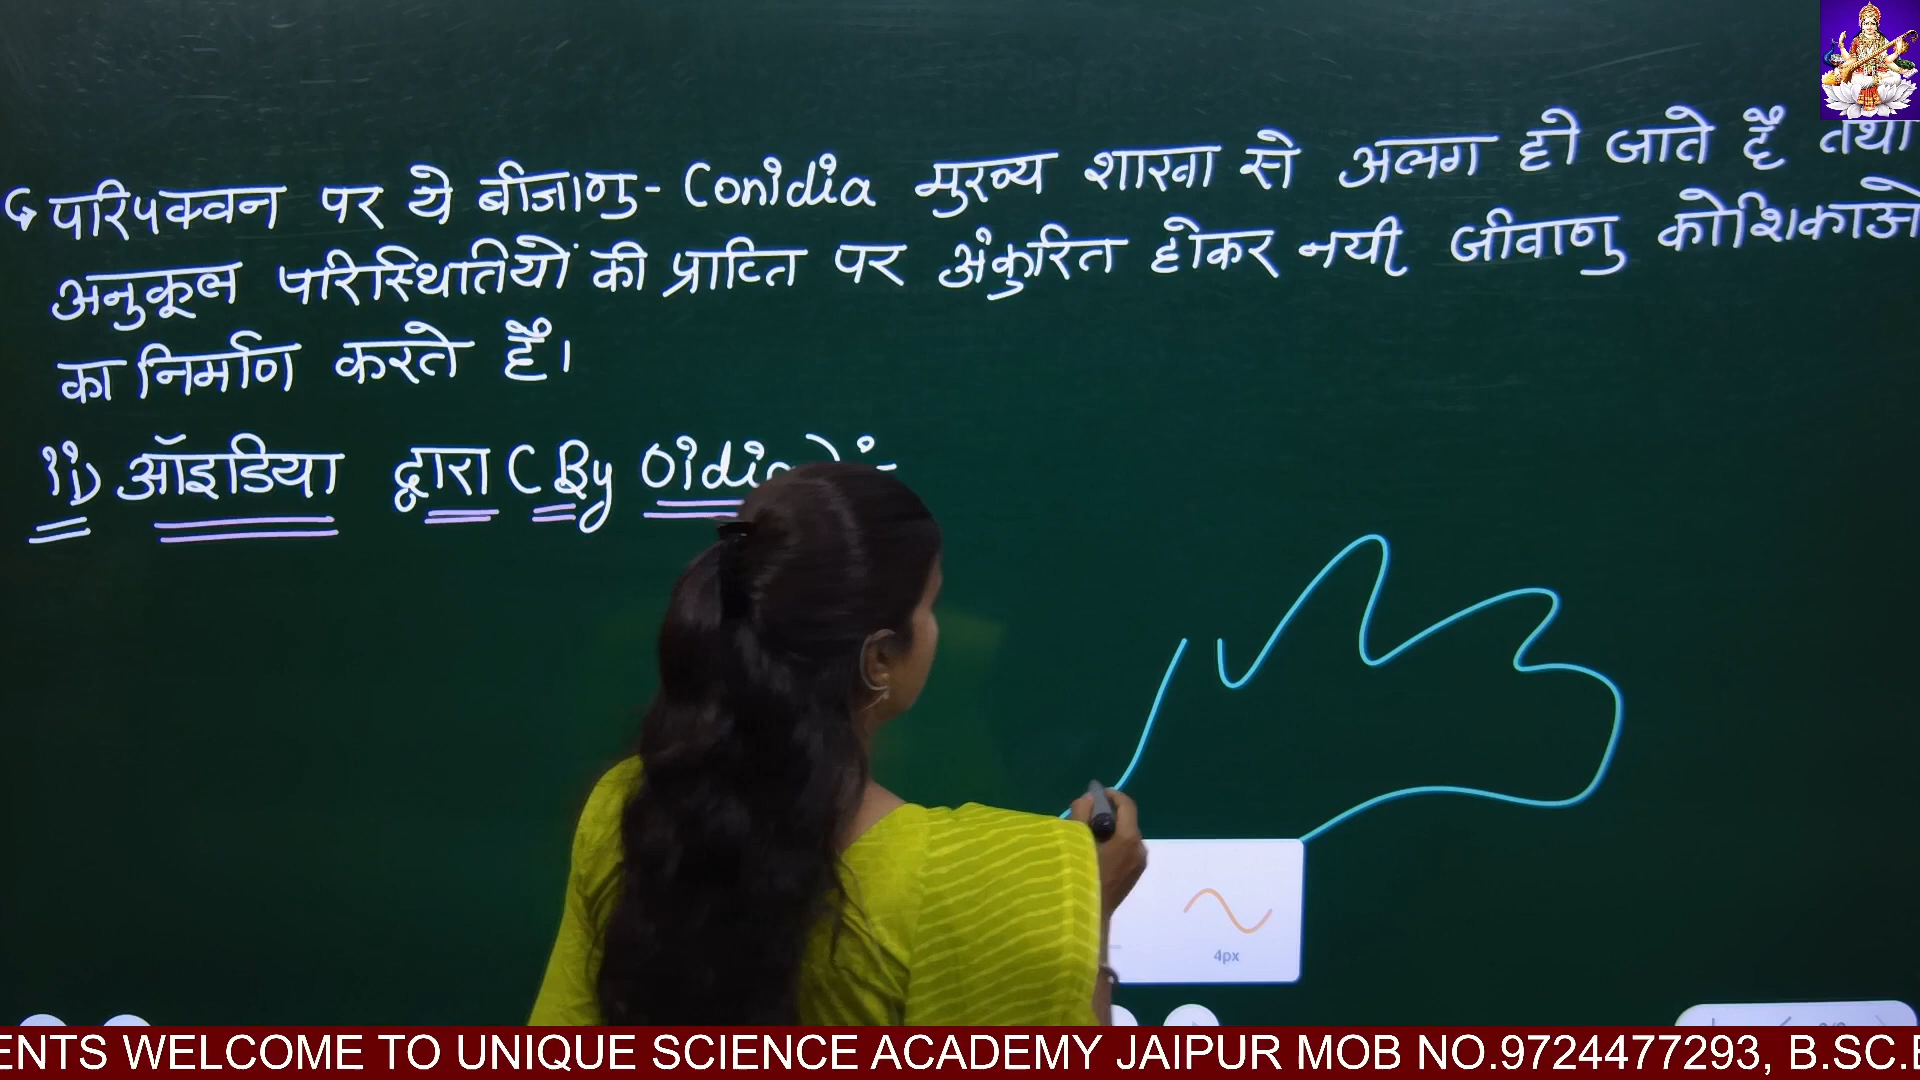 परिपक्वन पर ये बीजाणु- Conidia मुख्य शाखा से अलग हो जाते है तथा
अनुकूल परिस्थितियों की प्राप्ति पर अंकुरित होकर नयी जीवाणु कोशिकाओ
का निर्माण करते हैं।
ii) ऑइडिया द्वारा ( By Oidia ):-
4px
ENTS WELCOME TO UNIQUE SCIENCE ACADEMY JAIPUR MOB NO.9724477293, B.SC.B